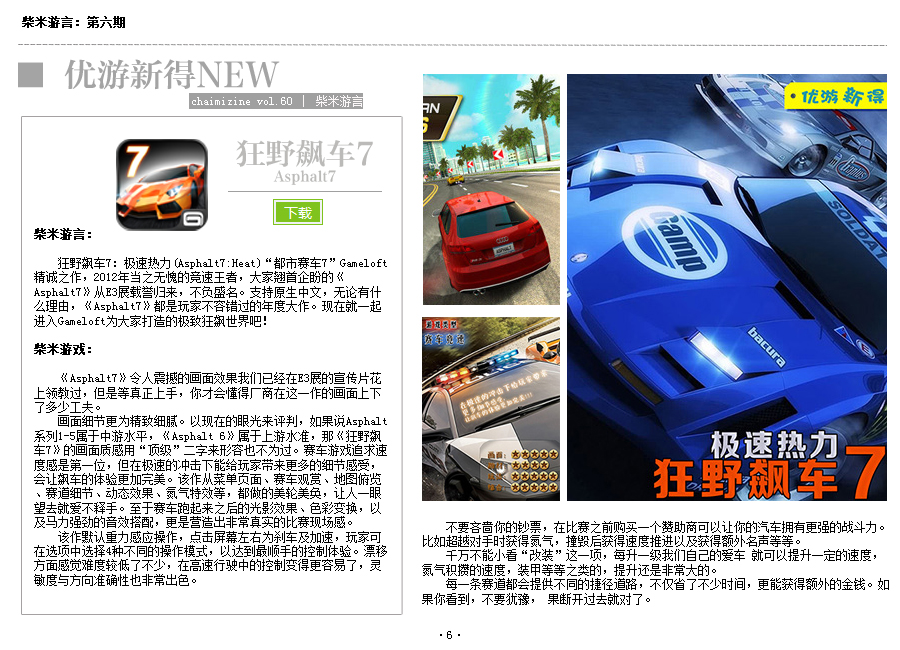 柴米游言：第六期
优游新得NEW
chaimizine vol.60 | 柴米游言
7
狂野飙车7
Asphalt7
下载
柴米游言：
狂野飙车7：极速热力(Asphalt7:Heat)“都市赛车7”Gameloft
精诚之作，2012年当之无愧的竞速王者，大家翘首企盼的《
Asphalt7》从E3展载誉归来，不负盛名。支持原生中文，无论有什
么理由，《Asphalt7》都是玩家不容错过的年度大作。现在就一起
进入Gameloft为大家打造的极致狂飙世界吧！
柴米游戏：
《Asphalt7》令人震撼的画面效果我们已经在E3展的宣传片花
上领教过，但是等真正上手，你才会懂得厂商在这一作的画面上下
了多少工夫。
画面细节更为精致细腻。以现在的眼光来评判，如果说Asphalt
系列1-5属于中游水平，《Asphalt 6》属于上游水准，那《狂野飙
车7》的画面质感用“顶级”二字来形容也不为过。赛车游戏追求速
度感是第一位，但在极速的冲击下能给玩家带来更多的细节感受，
会让飙车的体验更加完美。该作从菜单页面、赛车观赏、地图俯览
、赛道细节、动态效果、氮气特效等，都做的美轮美奂，让人一眼
望去就爱不释手。至于赛车跑起来之后的光影效果、色彩变换，以
及马力强劲的音效搭配，更是营造出非常真实的比赛现场感。
该作默认重力感应操作，点击屏幕左右为刹车及加速，玩家可
在选项中选择4种不同的操作模式，以达到最顺手的控制体验。漂移
方面感觉难度较低了不少，在高速行驶中的控制变得更容易了，灵
敏度与方向准确性也非常出色。
游戏类型
赛车竞速
优游新得
Gamp
SOLDAT
bacura
极速热力
狂野飙车7
不要吝啬你的钞票，在比赛之前购买一个赞助商可以让你的汽车拥有更强的战斗力。
比如超越对手时获得氮气，撞毁后获得速度推进以及获得额外名声等等。
千万不能小看“改装”这一项，每升一级我们自己的爱车 就可以提升一定的速度，
氮气积攒的速度，装甲等等之类的，提升还是非常大的。
每一条赛道都会提供不同的捷径道路，不仅省了不少时间，更能获得额外的金钱。如
果你看到，不要犹豫， 果断开过去就对了。
·6·